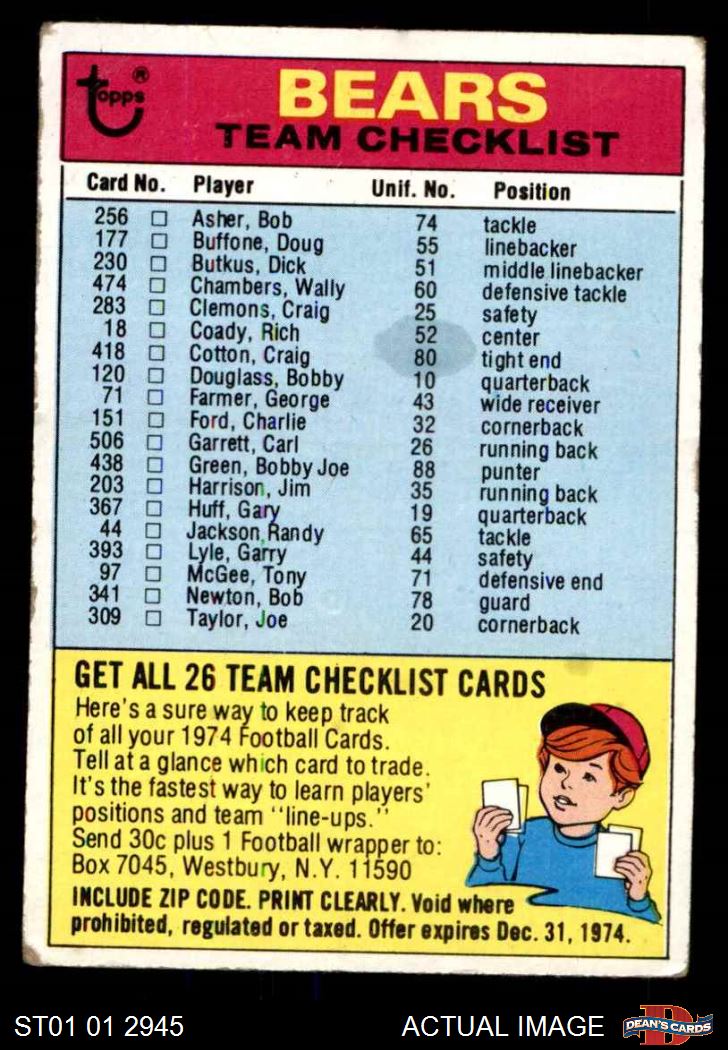 topps®
BEARS
TEAM CHECKLIST
Card No. Player Unif. No. Position
256 □ Asher, Bob 74 tackle
177 □ Buffone, Doug 55 linebacker
230 □ Butkus, Dick 51 middle linebacker
474 □ Chambers, Wally 60 defensive tackle
283 □ Clemons, Craig 25 safety
18 □ Coady, Rich 52 center
418 □ Cotton, Craig 80 tight end
120 □ Douglass, Bobby 10 quarterback
71 □ Farmer, George 43 wide receiver
151 □ Ford, Charlie 32 cornerback
506 □ Garrett, Carl 26 running back
438 □ Green, Bobby Joe 88 punter
203 □ Harrison, Jim 35 running back
367 □ Huff, Gary 19 quarterback
44 □ Jackson, Randy 65 tackle
393 □ Lyle, Garry 44 safety
97 □ McGee, Tony 71 defensive end
341 □ Newton, Bob 78 guard
309 □ Taylor, Joe 20 cornerback
GET ALL 26 TEAM CHECKLIST CARDS
Here's a sure way to keep track
of all your 1974 Football Cards.
Tell at a glance which card to trade.
It's the fastest way to learn players'
positions and team "line-ups."
Send 30c plus 1 Football wrapper to:
Box 7045, Westbury, N.Y. 11590
INCLUDE ZIP CODE. PRINT CLEARLY. Void where
prohibited, regulated or taxed. Offer expires Dec. 31, 1974.
ST01 01 2945 ACTUAL IMAGE D DEAN'S CARDS